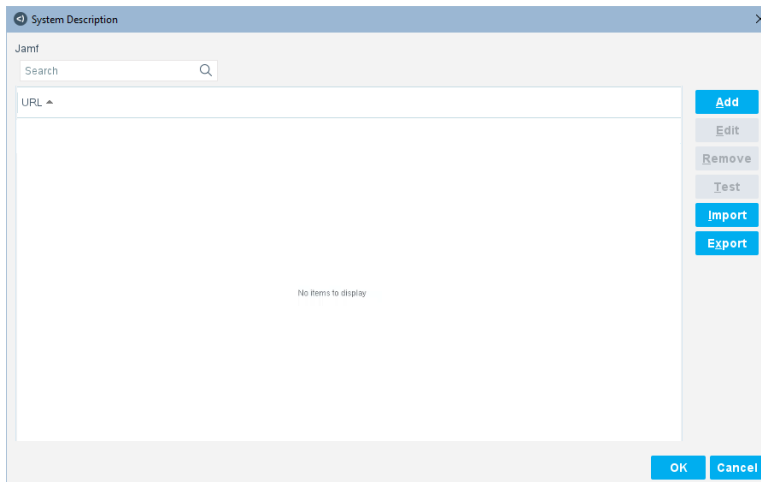 System Description
Jamf
Search
URL
Add
Edit
Remove
Test
Import
Export
No items to display
OK
Cancel